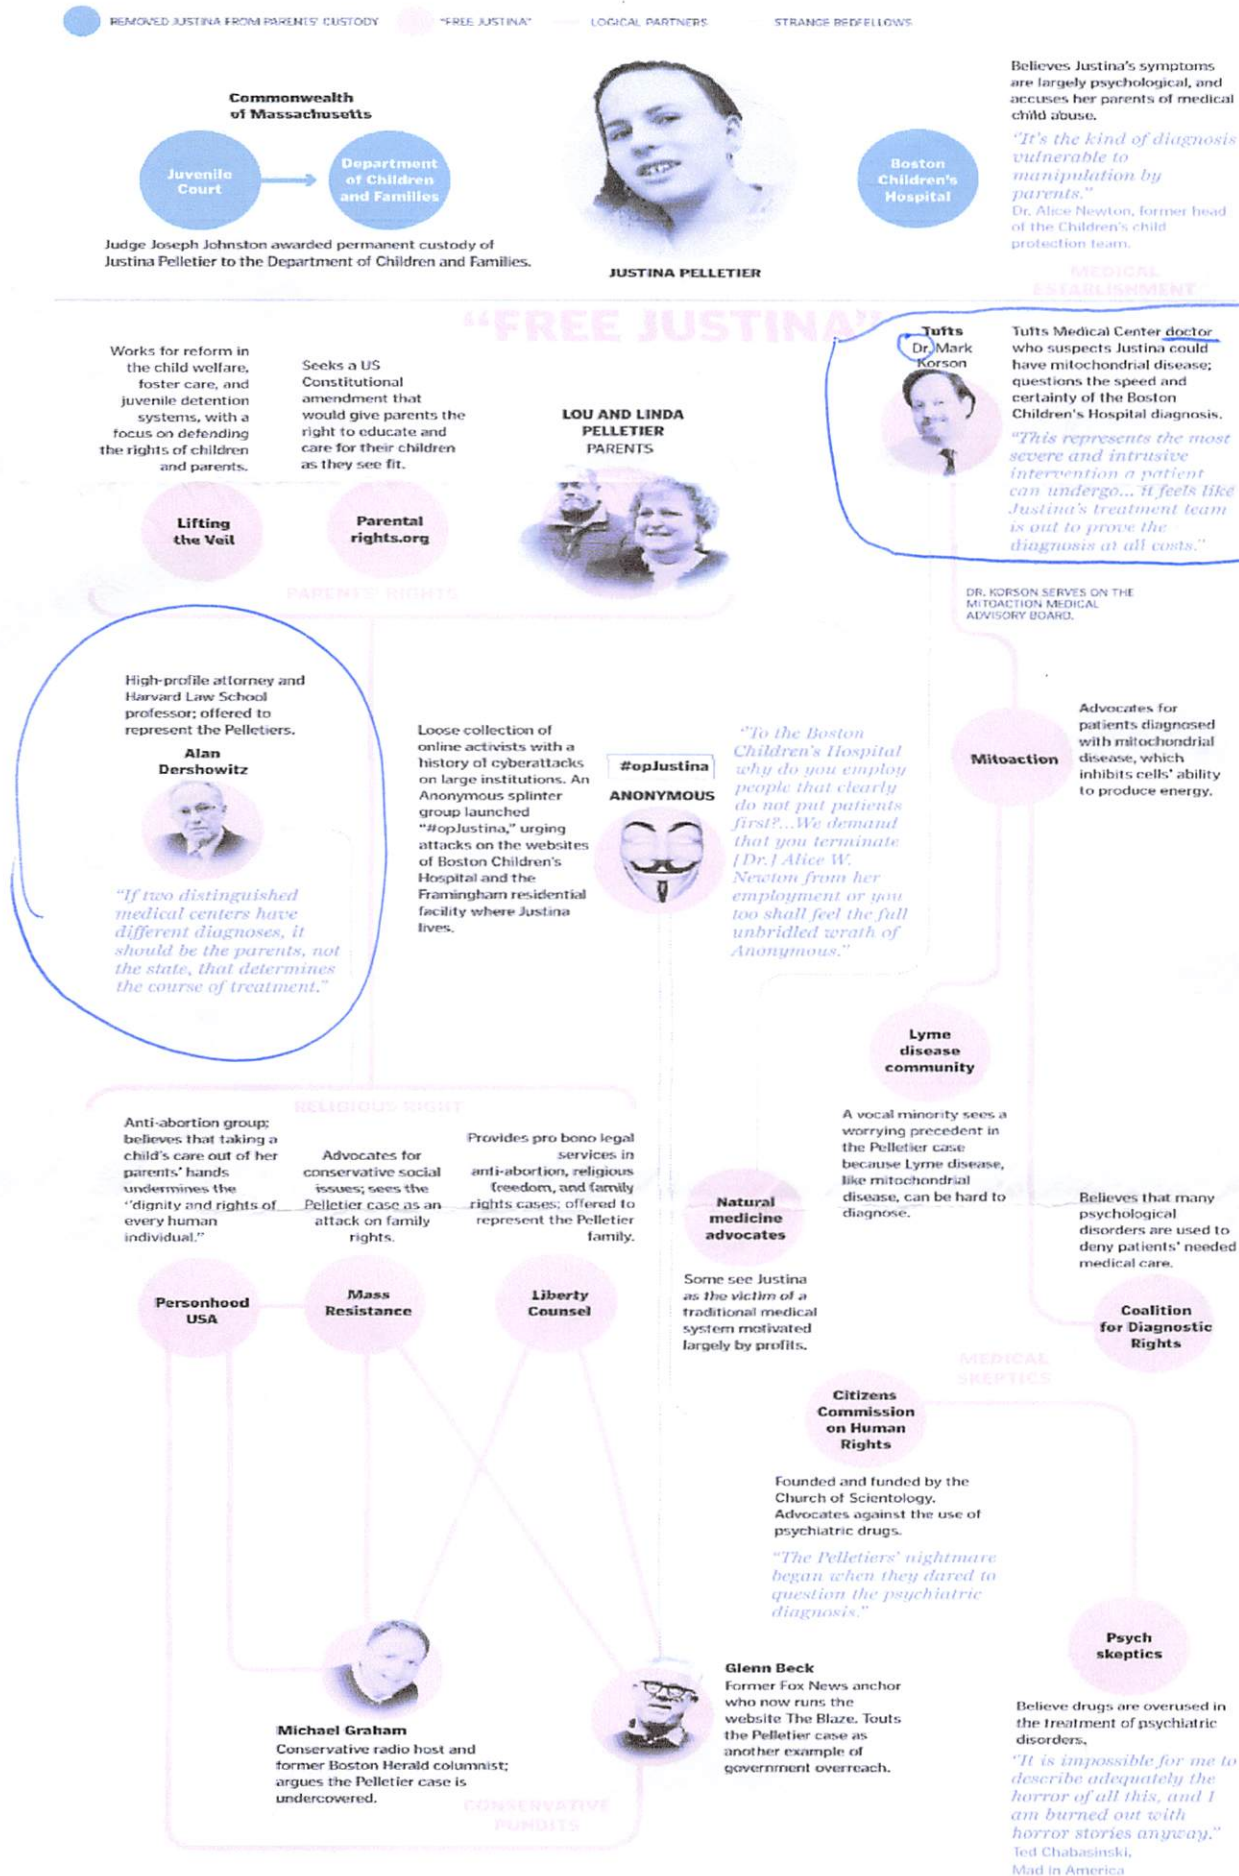 REMOVED JUSTINA FROM PARENTS' CUSTODY
"FREE JUSTINA"
LOGICAL PARTNERS
STRANGE BEDFELLOWS
Commonwealth
of Massachusetts
Juvenile
Court
Department
of Children
and Families
Judge Joseph Johnston awarded permanent custody of
Justina Pelletier to the Department of Children and Families.
JUSTINA PELLETIER
Boston
Children's
Hospital
Believes Justina's symptoms
are largely psychological, and
accuses her parents of medical
child abuse.
"It's the kind of diagnosis
vulnerable to
manipulation by
parents."
Dr. Alice Newton, former head
of the Children's child
protection team.
MEDICAL
ESTABLISHMENT
"FREE JUSTINA"
Works for reform in
the child welfare,
foster care, and
juvenile detention
systems, with a
focus on defending
the rights of children
and parents.
Lifting
the Veil
Seeks a US
Constitutional
amendment that
would give parents the
right to educate and
care for their children
as they see fit.
Parental
rights.org
LOU AND LINDA
PELLETIER
PARENTS
PARENTS' RIGHTS
Tufts
Dr. Mark
Korson
Tufts Medical Center doctor
who suspects Justina could
have mitochondrial disease;
questions the speed and
certainty of the Boston
Children's Hospital diagnosis.
"This represents the most
severe and intrusive
intervention a patient
can undergo... it feels like
Justina's treatment team
is out to prove the
diagnosis at all costs."
DR. KORSON SERVES ON THE
MITOACTION MEDICAL
ADVISORY BOARD.
High-profile attorney and
Harvard Law School
professor; offered to
represent the Pelletiers.
Alan
Dershowitz
"If two distinguished
medical centers have
different diagnoses, it
should be the parents, not
the state, that determines
the course of treatment."
Loose collection of
online activists with a
history of cyberattacks
on large institutions. An
Anonymous splinter
group launched
"#opJustina," urging
attacks on the websites
of Boston Children's
Hospital and the
Framingham residential
facility where Justina
lives.
#opJustina
ANONYMOUS
"To the Boston
Children's Hospital
why do you employ
people that clearly
do not put patients
first?...We demand
that you terminate
[Dr.] Alice W.
Newton from her
employment or you
too shall feel the full
unbridled wrath of
Anonymous."
Mitoaction
Advocates for
patients diagnosed
with mitochondrial
disease, which
inhibits cells' ability
to produce energy.
Lyme
disease
community
A vocal minority sees a
worrying precedent in
the Pelletier case
because Lyme disease,
like mitochondrial
disease, can be hard to
diagnose.
RELIGIOUS RIGHT
Anti-abortion group;
believes that taking a
child's care out of her
parents' hands
undermines the
"dignity and rights of
every human
individual."
Personhood
USA
Advocates for
conservative social
issues; sees the
Pelletier case as an
attack on family
rights.
Mass
Resistance
Provides pro bono legal
services in
anti-abortion, religious
freedom, and family
rights cases; offered to
represent the Pelletier
family.
Liberty
Counsel
Natural
medicine
advocates
Some see Justina
as the victim of a
traditional medical
system motivated
largely by profits.
Believes that many
psychological
disorders are used to
deny patients' needed
medical care.
Coalition
for Diagnostic
Rights
MEDICAL
SKEPTICS
Citizens
Commission
on Human
Rights
Founded and funded by the
Church of Scientology.
Advocates against the use of
psychiatric drugs.
"The Pelletiers' nightmare
began when they dared to
question the psychiatric
diagnosis."
Psych
skeptics
Believe drugs are overused in
the treatment of psychiatric
disorders.
"It is impossible for me to
describe adequately the
horror of all this, and I
am burned out with
horror stories anyway."
Ted Chabasinski,
Mad In America
Michael Graham
Conservative radio host and
former Boston Herald columnist;
argues the Pelletier case is
undercovered.
Glenn Beck
Former Fox News anchor
who now runs the
website The Blaze. Touts
the Pelletier case as
another example of
government overreach.
CONSERVATIVE
PUNDITS